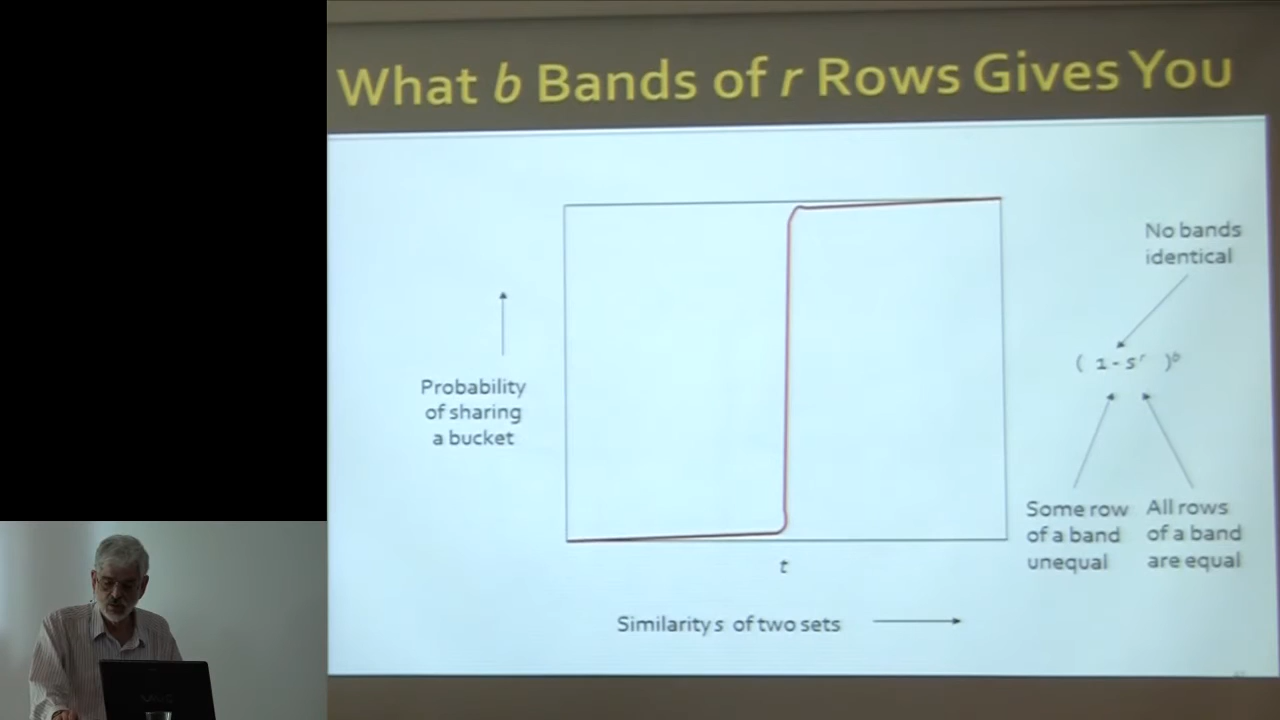 What b Bands of r Rows Gives You
No bands
identical
( 1 - s^r )^b
Probability
of sharing
a bucket
Some row
of a band
unequal
All rows
of a band
are equal
t
Similarity s of two sets